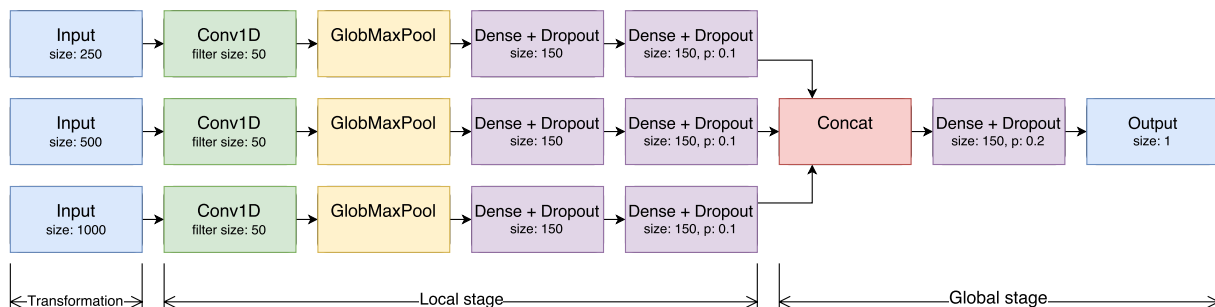 Input
size: 250
Conv1D
filter size: 50
GlobMaxPool
Dense + Dropout
size: 150
Dense + Dropout
size: 150, p: 0.1
Input
size: 500
Conv1D
filter size: 50
GlobMaxPool
Dense + Dropout
size: 150
Dense + Dropout
size: 150, p: 0.1
Concat
Dense + Dropout
size: 150, p: 0.2
Output
size: 1
Input
size: 1000
Conv1D
filter size: 50
GlobMaxPool
Dense + Dropout
size: 150
Dense + Dropout
size: 150, p: 0.1
Transformation
Local stage
Global stage